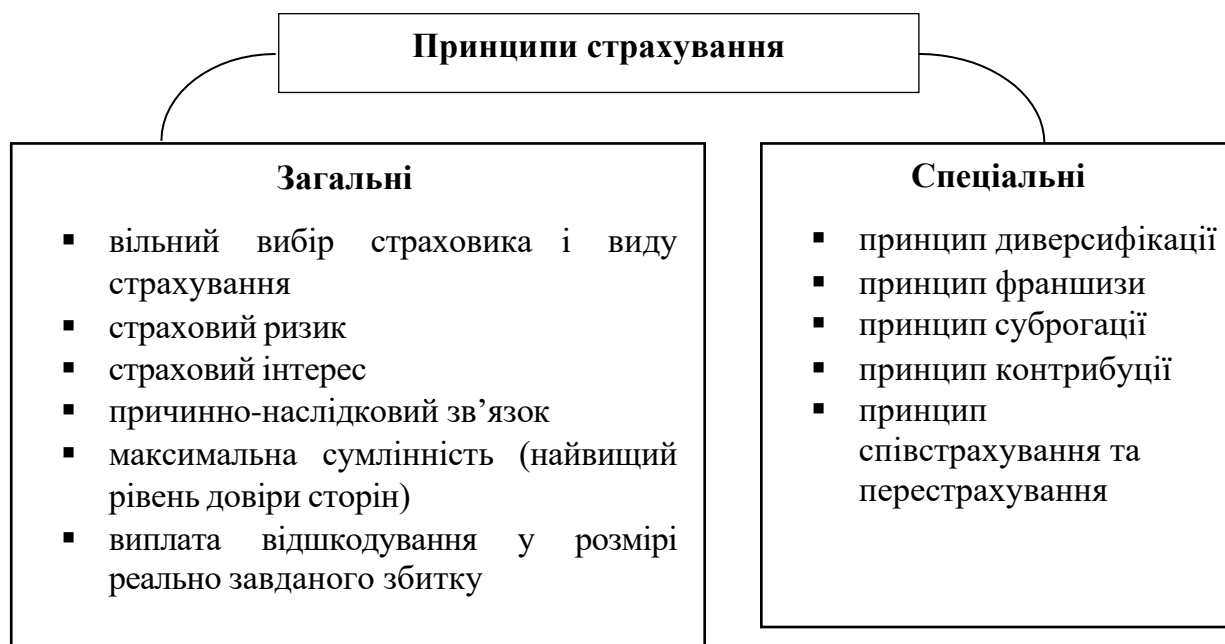 Принципи страхування
Загальні
▪ вільний вибір страховика і виду
страхування
▪ страховий ризик
▪ страховий інтерес
▪ причинно-наслідковий зв’язок
▪ максимальна сумлінність (найвищий
рівень довіри сторін)
▪ виплата відшкодування у розмірі
реально завданого збитку
Спеціальні
▪ принцип диверсифікації
▪ принцип франшизи
▪ принцип суброгації
▪ принцип контрибуції
▪ принцип
співстрахування та
перестрахування